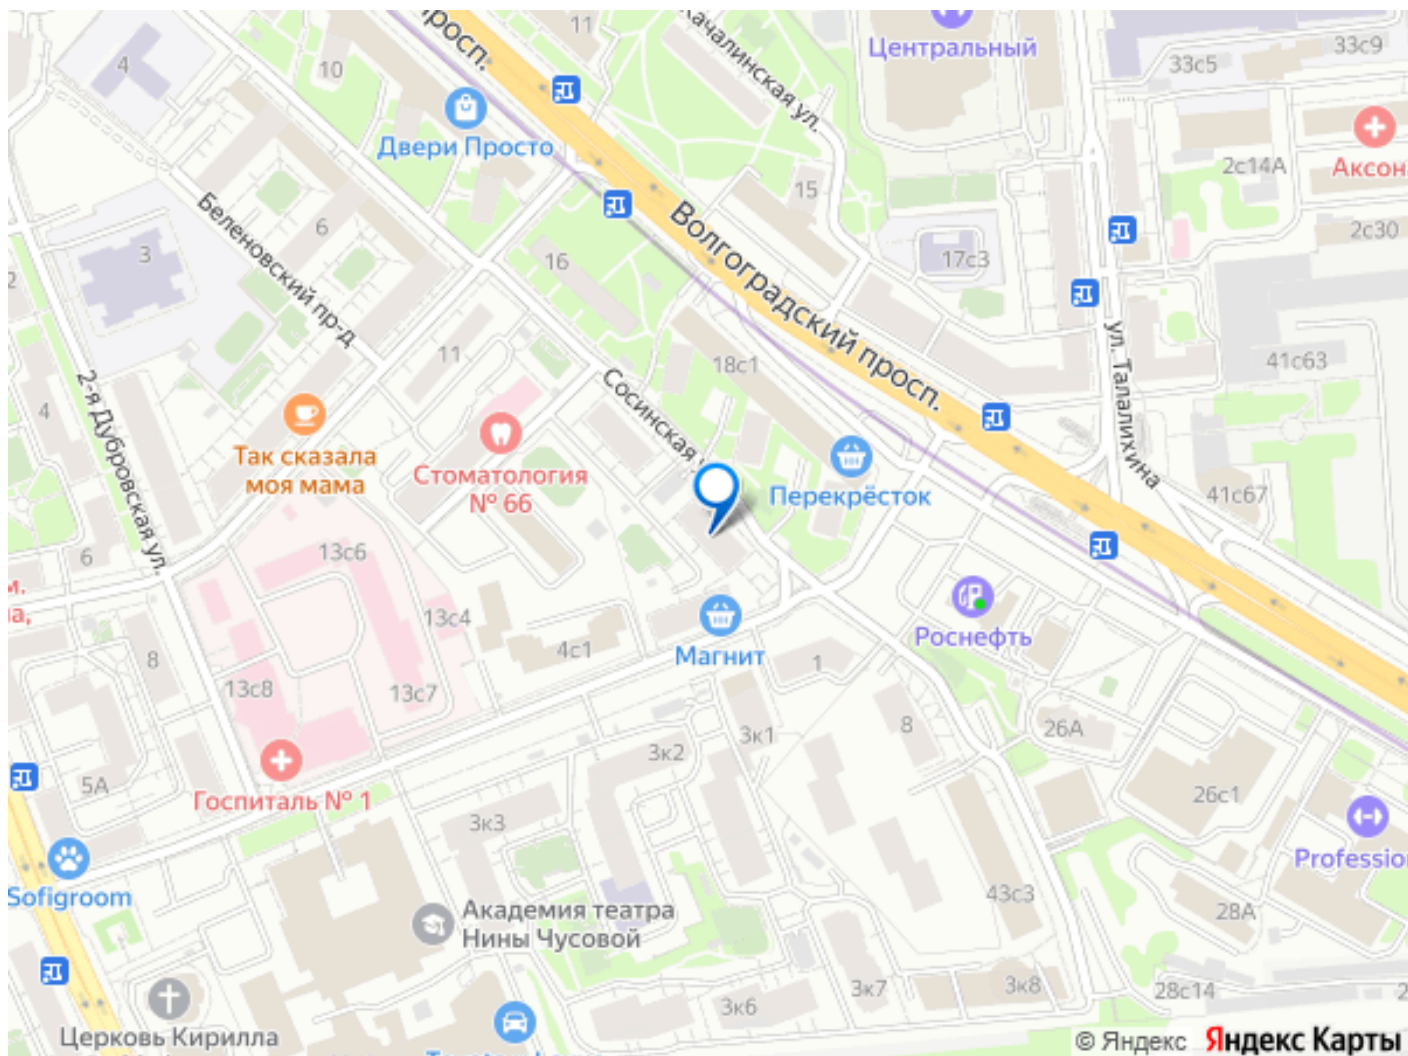 просп.
11
Качалинская ул.
Центральный
33с5
33с9
4
10
Двери Просто
15
2с14А
Аксон
2с30
Беленовский пр-д
6
3
16
Волгоградский просп.
17с3
2
11
18с1
41с63
ул. Талалихина
4
2-я Дубровская ул.
Сосинская у
Так сказала
моя мама
Стоматология
№ 66
Перекрёсток
41с67
6
13с6
м.
а,
13с4
Роснефть
8
4с1
Магнит
1
13с8
13с7
8
26А
3к1
3к2
5А
Госпиталь № 1
26с1
3к3
Professio
Sofigroom
43с3
28А
Академия театра
Нины Чусовой
3к7
3к8
28с14
2
3к6
Церковь Кирилла
© Яндекс Яндекс Карты